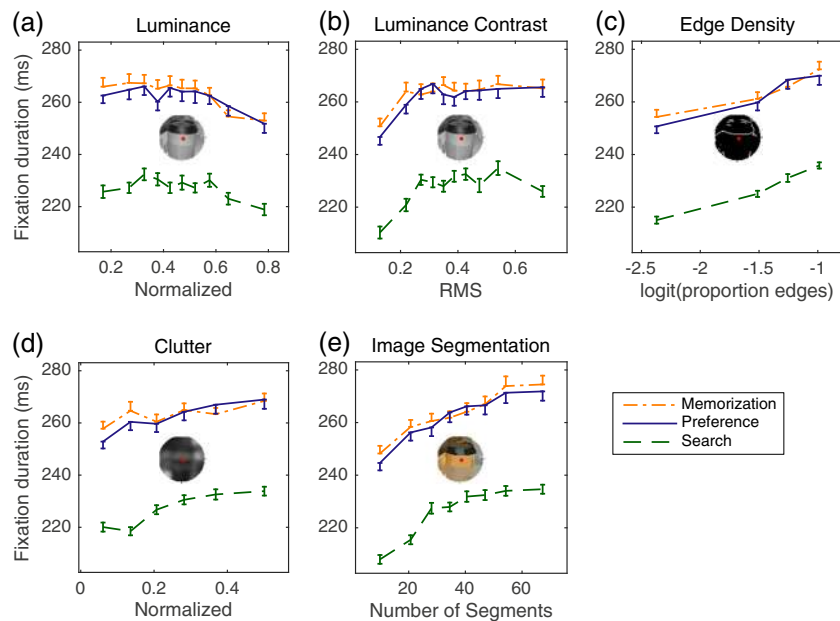 (a)
Luminance
(b)
Luminance Contrast
(c)
Edge Density
Fixation duration (ms)
280
260
240
220
0.2
0.4
0.6
0.8
Normalized
280
260
240
220
0.2
0.4
0.6
RMS
280
260
240
220
-2.5
-2
-1.5
-1
logit(proportion edges)
(d)
Clutter
(e)
Image Segmentation
Fixation duration (ms)
280
260
240
220
0
0.2
0.4
Normalized
280
260
240
220
20
40
60
Number of Segments
Memorization
Preference
Search